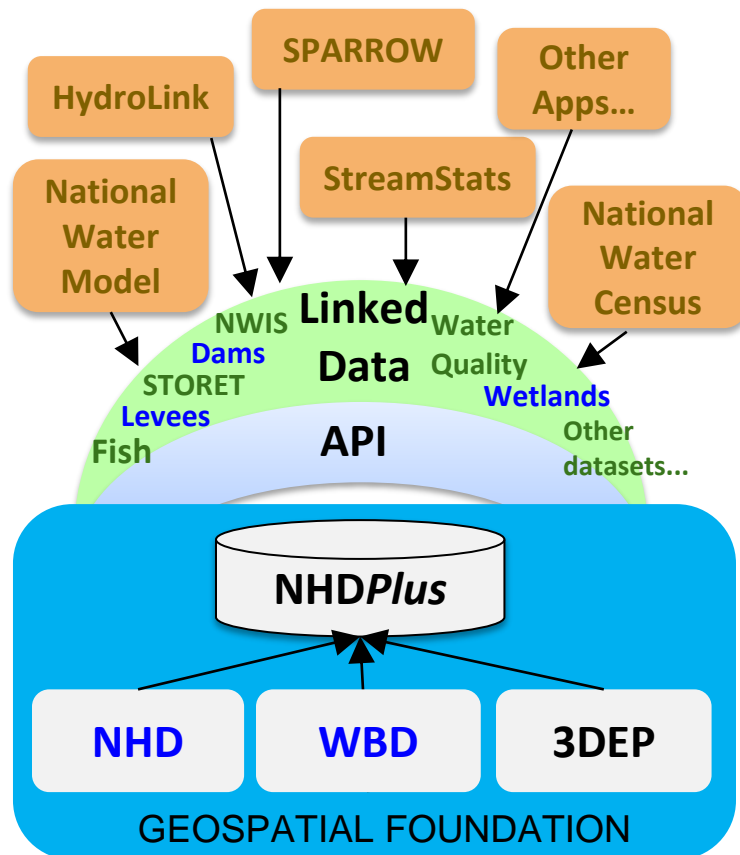 SPARROW
Other
Apps...
HydroLink
StreamStats
National
Water
Model
National
Water
Census
Linked
Data
NWIS
Dams
STORET
Levees
Fish
Water
Quality
Wetlands
Other
datasets...
API
NHDPlus
NHD
WBD
3DEP
GEOSPATIAL FOUNDATION